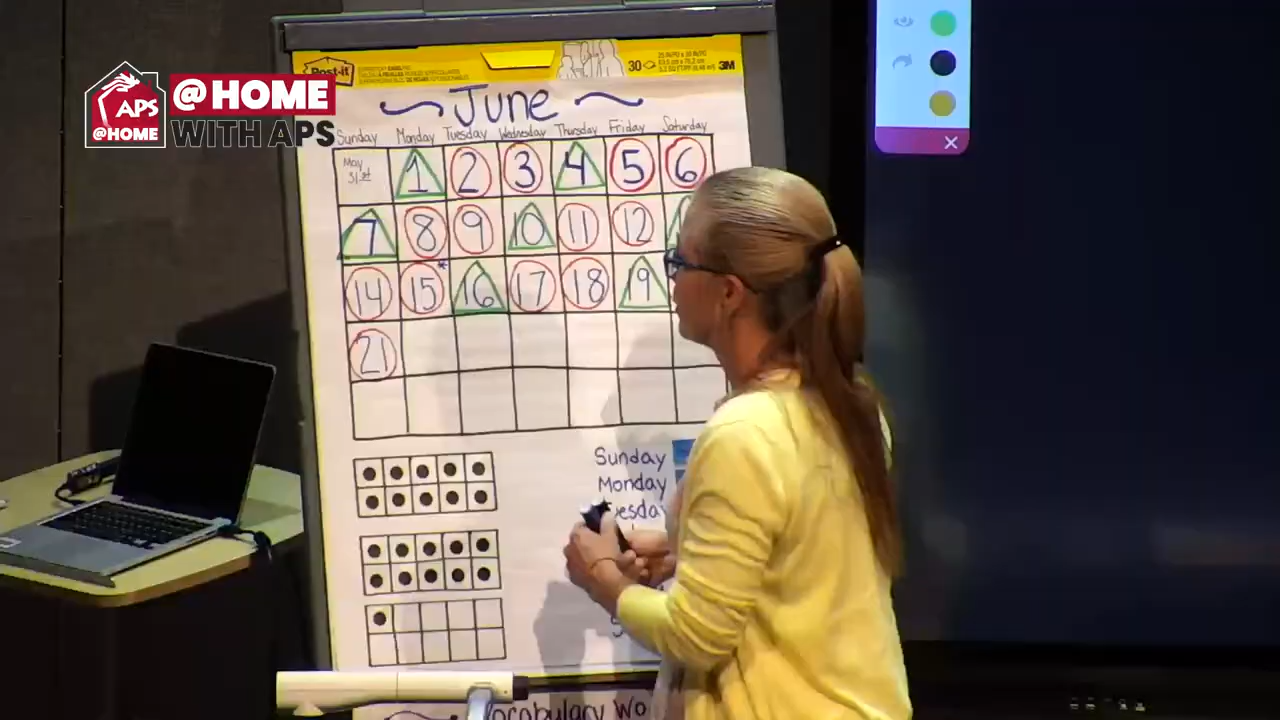 Post-it
30
3M
APS
@HOME
@HOME
WITH APS
June
Sunday Monday Tuesday Wednesday Thursday Friday Saturday
May 31st 1 2 3 4 5 6
7 8 9 10 11 12
14 15* 16 17 18 19
21
Sunday
Monday